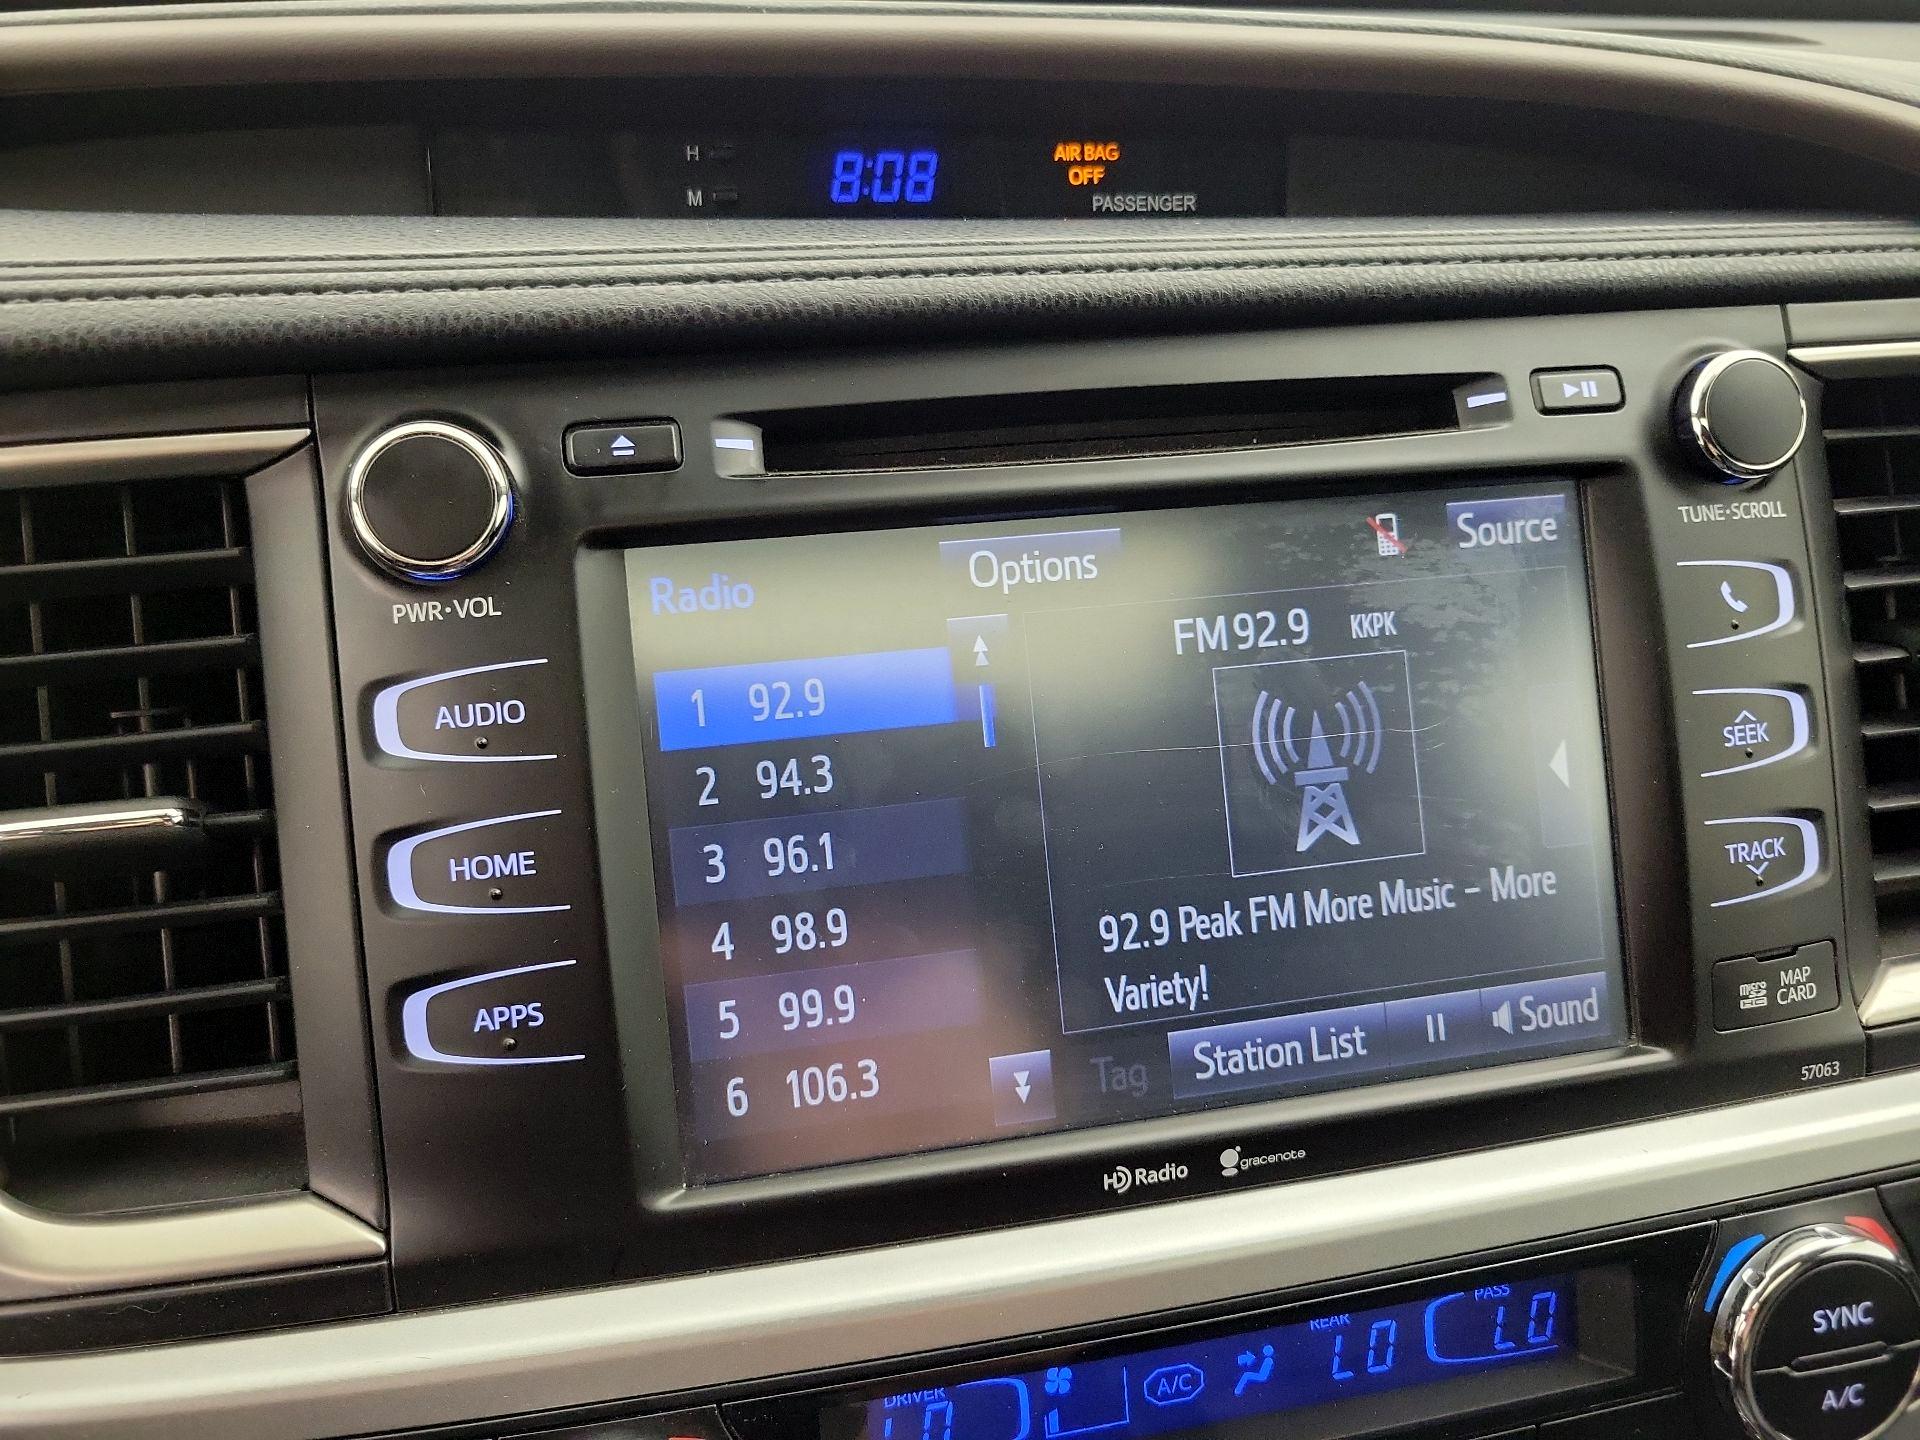 H
8:08
AIR BAG
OFF
M
PASSENGER
PWR·VOL
TUNE·SCROLL
AUDIO
HOME
APPS
Radio
Options
Source
1 92.9
2 94.3
3 96.1
4 98.9
5 99.9
6 106.3
FM 92.9 KKPK
92.9 Peak FM More Music – More
Variety!
Tag
Station List
Sound
SEEK
TRACK
micro
SD
HC
MAP
CARD
57063
HD Radio
gracenote
DRIVER
LO
A/C
REAR
LO
PASS
LO
SYNC
A/C